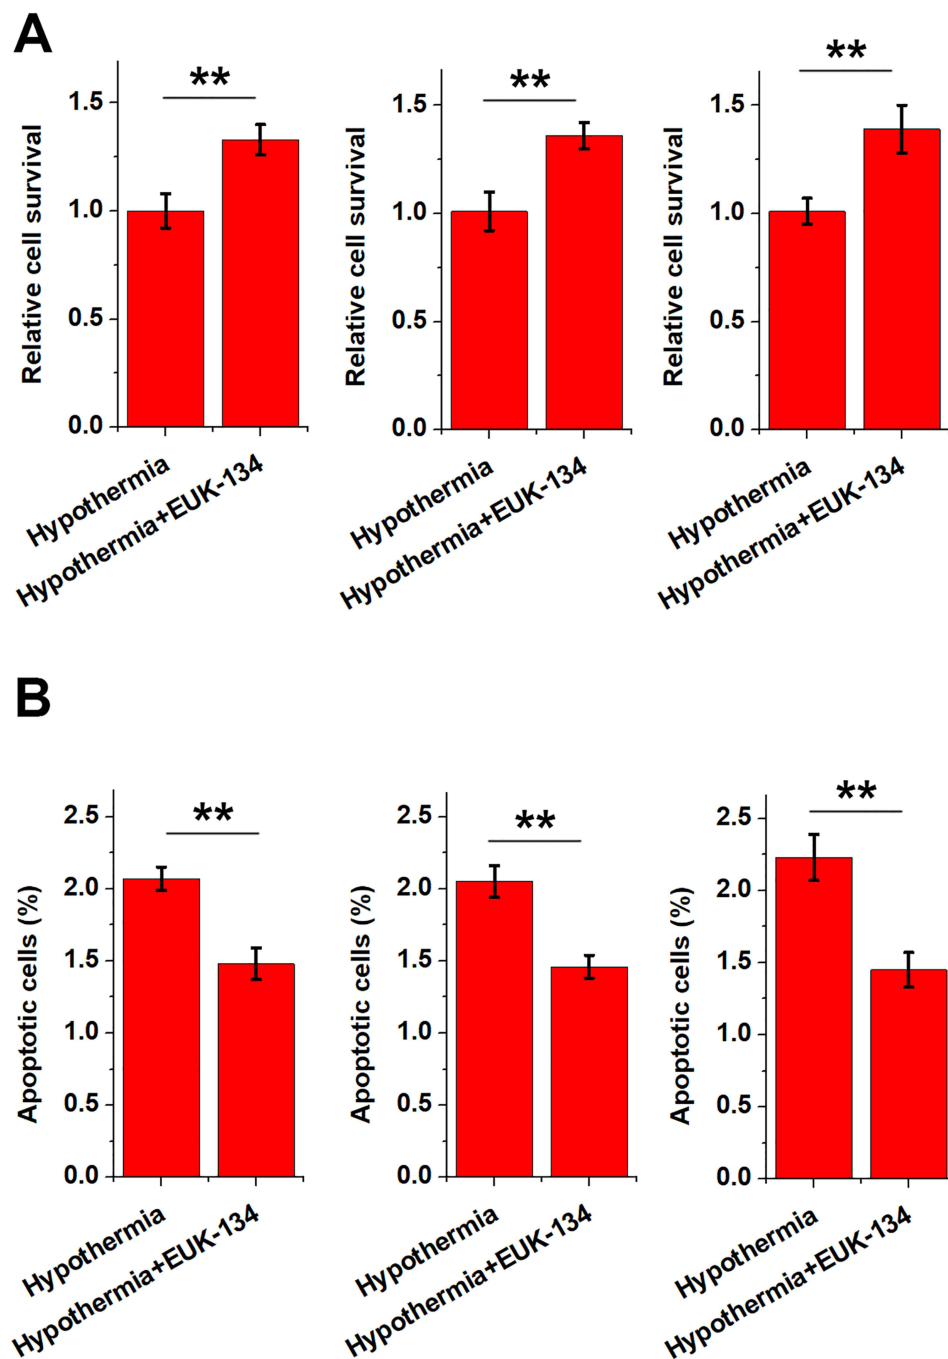 A
**
Relative cell survival
1.5
1.0
0.5
0.0
Hypothermia
Hypothermia+EUK-134
**
Relative cell survival
1.5
1.0
0.5
0.0
Hypothermia
Hypothermia+EUK-134
**
Relative cell survival
1.5
1.0
0.5
0.0
Hypothermia
Hypothermia+EUK-134
B
**
Apoptotic cells (%)
2.5
2.0
1.5
1.0
0.5
0.0
Hypothermia
Hypothermia+EUK-134
**
Apoptotic cells (%)
2.5
2.0
1.5
1.0
0.5
0.0
Hypothermia
Hypothermia+EUK-134
**
Apoptotic cells (%)
2.5
2.0
1.5
1.0
0.5
0.0
Hypothermia
Hypothermia+EUK-134